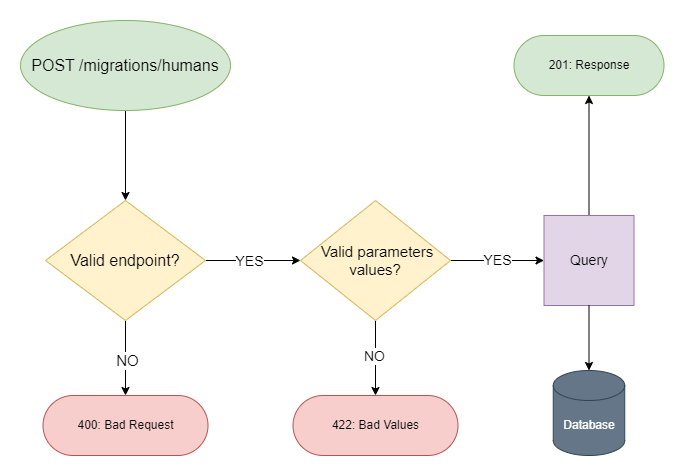 POST /migrations/humans
201: Response
Valid endpoint?
YES
Valid parameters
values?
YES
Query
NO
NO
400: Bad Request
422: Bad Values
Database